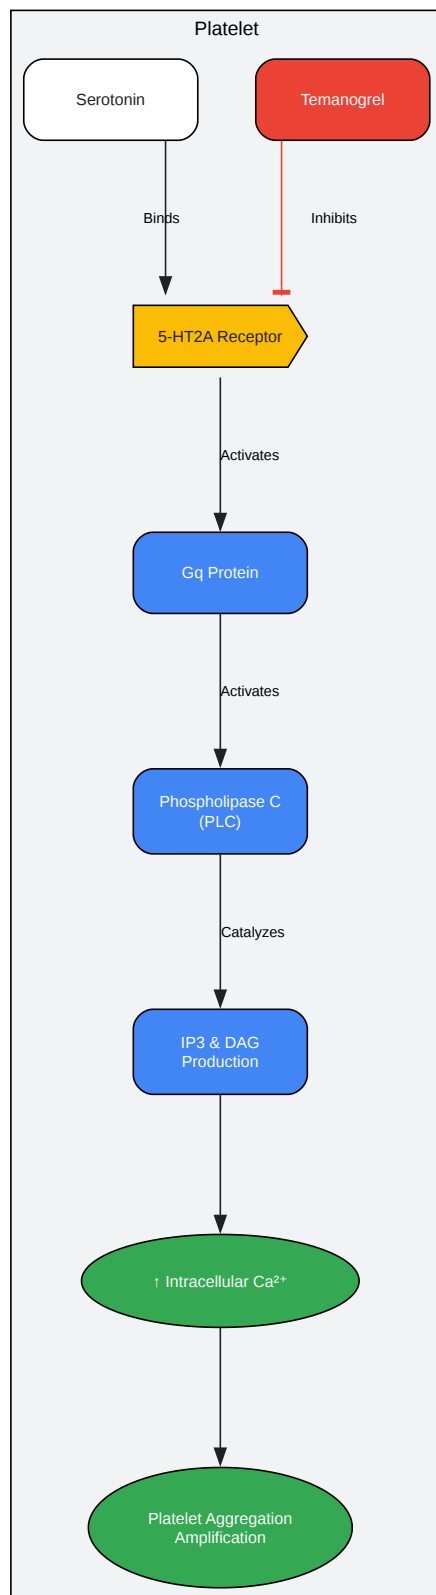 Platelet
Serotonin
Temanogrel
Binds
Inhibits
5-HT2A Receptor
Activates
Gq Protein
Activates
Phospholipase C
(PLC)
Catalyzes
IP3 & DAG
Production
↑ Intracellular Ca²⁺
Platelet Aggregation
Amplification